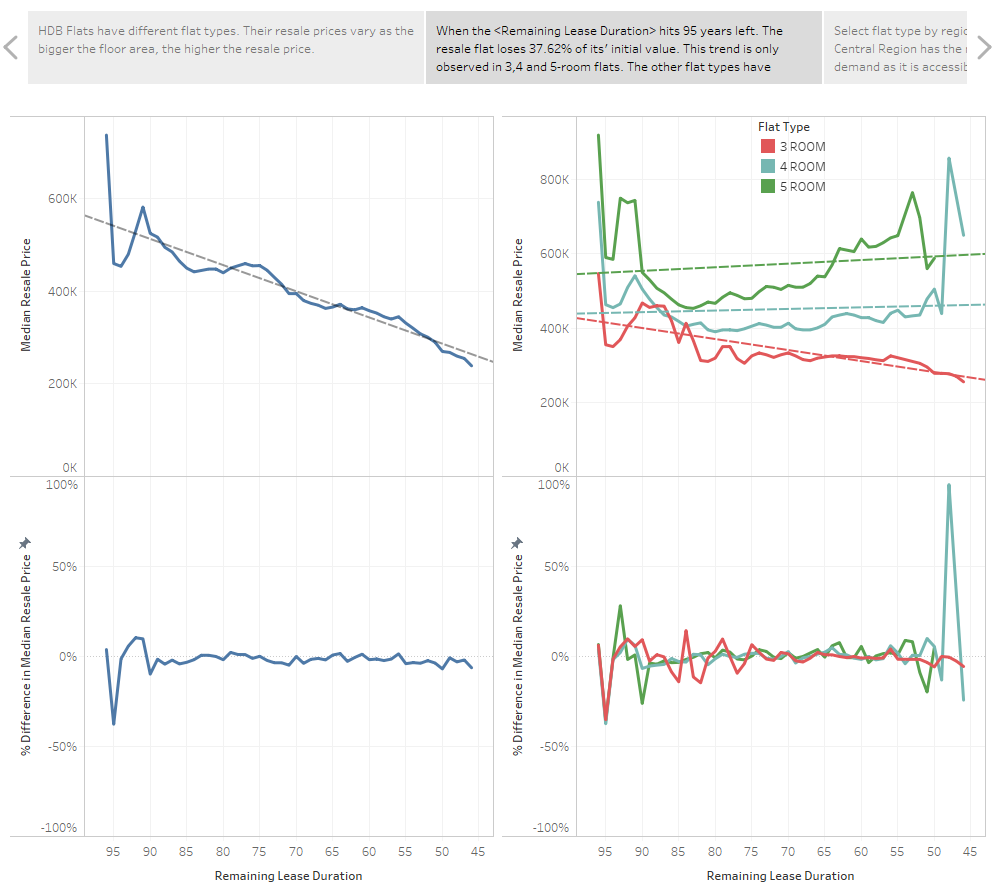 HDB Flats have different flat types. Their resale prices vary as the
bigger the floor area, the higher the resale price.
When the <Remaining Lease Duration> hits 95 years left. The
resale flat loses 37.62% of its' initial value. This trend is only
observed in 3,4 and 5-room flats. The other flat types have
Select flat type by regio
Central Region has the
demand as it is accessib
Median Resale Price
600K
400K
200K
0K
% Difference in Median Resale Price
100%
50%
0%
-50%
-100%
95 90 85 80 75 70 65 60 55 50 45
Remaining Lease Duration
Flat Type
3 ROOM
4 ROOM
5 ROOM
Median Resale Price
800K
600K
400K
200K
0K
% Difference in Median Resale Price
100%
50%
0%
-50%
-100%
95 90 85 80 75 70 65 60 55 50 45
Remaining Lease Duration